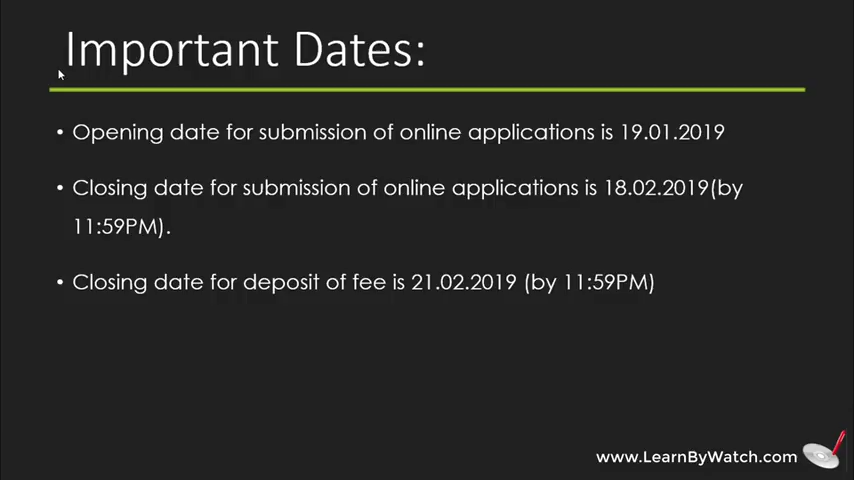 Important Dates:
• Opening date for submission of online applications is 19.01.2019
• Closing date for submission of online applications is 18.02.2019(by
11:59PM).
• Closing date for deposit of fee is 21.02.2019 (by 11:59PM)
www.LearnByWatch.com